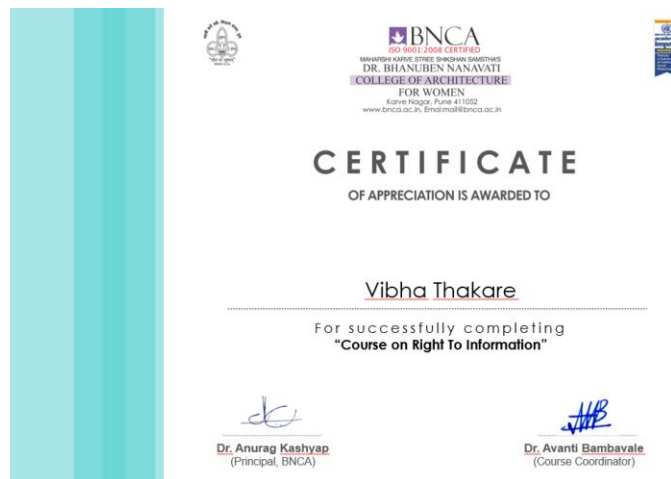 BNCA
ISO 9001:2008 CERTIFIED
MAHARSHI KARVE STREE SHIKSHAN SAMSTHA'S
DR. BHANUBEN NANAVATI
COLLEGE OF ARCHITECTURE
FOR WOMEN
Karve Nagar, Pune 411052
www.bnca.ac.in, Email:mail@bnca.ac.in
CERTIFICATE
OF APPRECIATION IS AWARDED TO
Vibha Thakare
For successfully completing
“Course on Right To Information”
Dr. Anurag Kashyap
(Principal, BNCA)
Dr. Avanti Bambavale
(Course Coordinator)